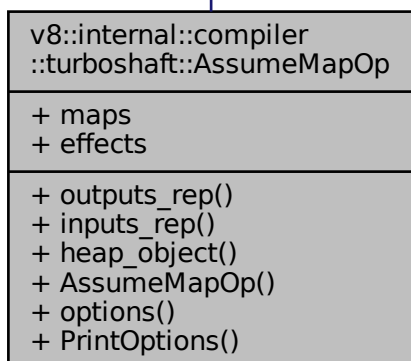 v8::internal::compiler
::turboshaft::AssumeMapOp
+ maps
+ effects
+ outputs_rep()
+ inputs_rep()
+ heap_object()
+ AssumeMapOp()
+ options()
+ PrintOptions()